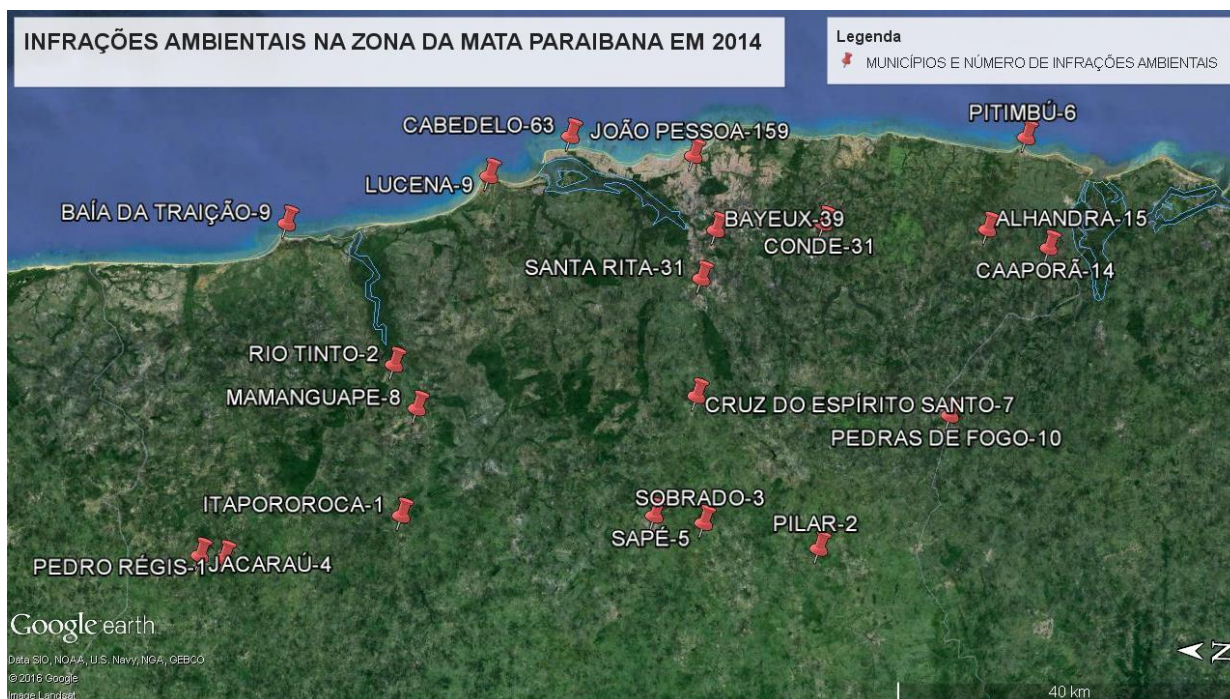 INFRAÇÕES AMBIENTAIS NA ZONA DA MATA PARAIBANA EM 2014
Legenda
MUNICÍPIOS E NÚMERO DE INFRAÇÕES AMBIENTAIS
PITIMBÚ-6
CABEDELO-63
JOÃO PESSOA-159
LUCENA-9
BAÍA DA TRAIÇÃO-9
BAYEUX-39
ALHANDRA-15
CONDE-31
SANTA RITA-31
CAAPORÃ-14
RIO TINTO-2
MAMANGUAPE-8
CRUZ DO ESPÍRITO SANTO-7
PEDRAS DE FOGO-10
ITAPOROROCA-1
SOBRADO-3
PILAR-2
SAPÉ-5
PEDRO RÉGIS-1
JACARAÚ-4
Google earth
Data SIO, NOAA, U.S. Navy, NGA, GEBCO
© 2016 Google
Image Landsat
N
40 km